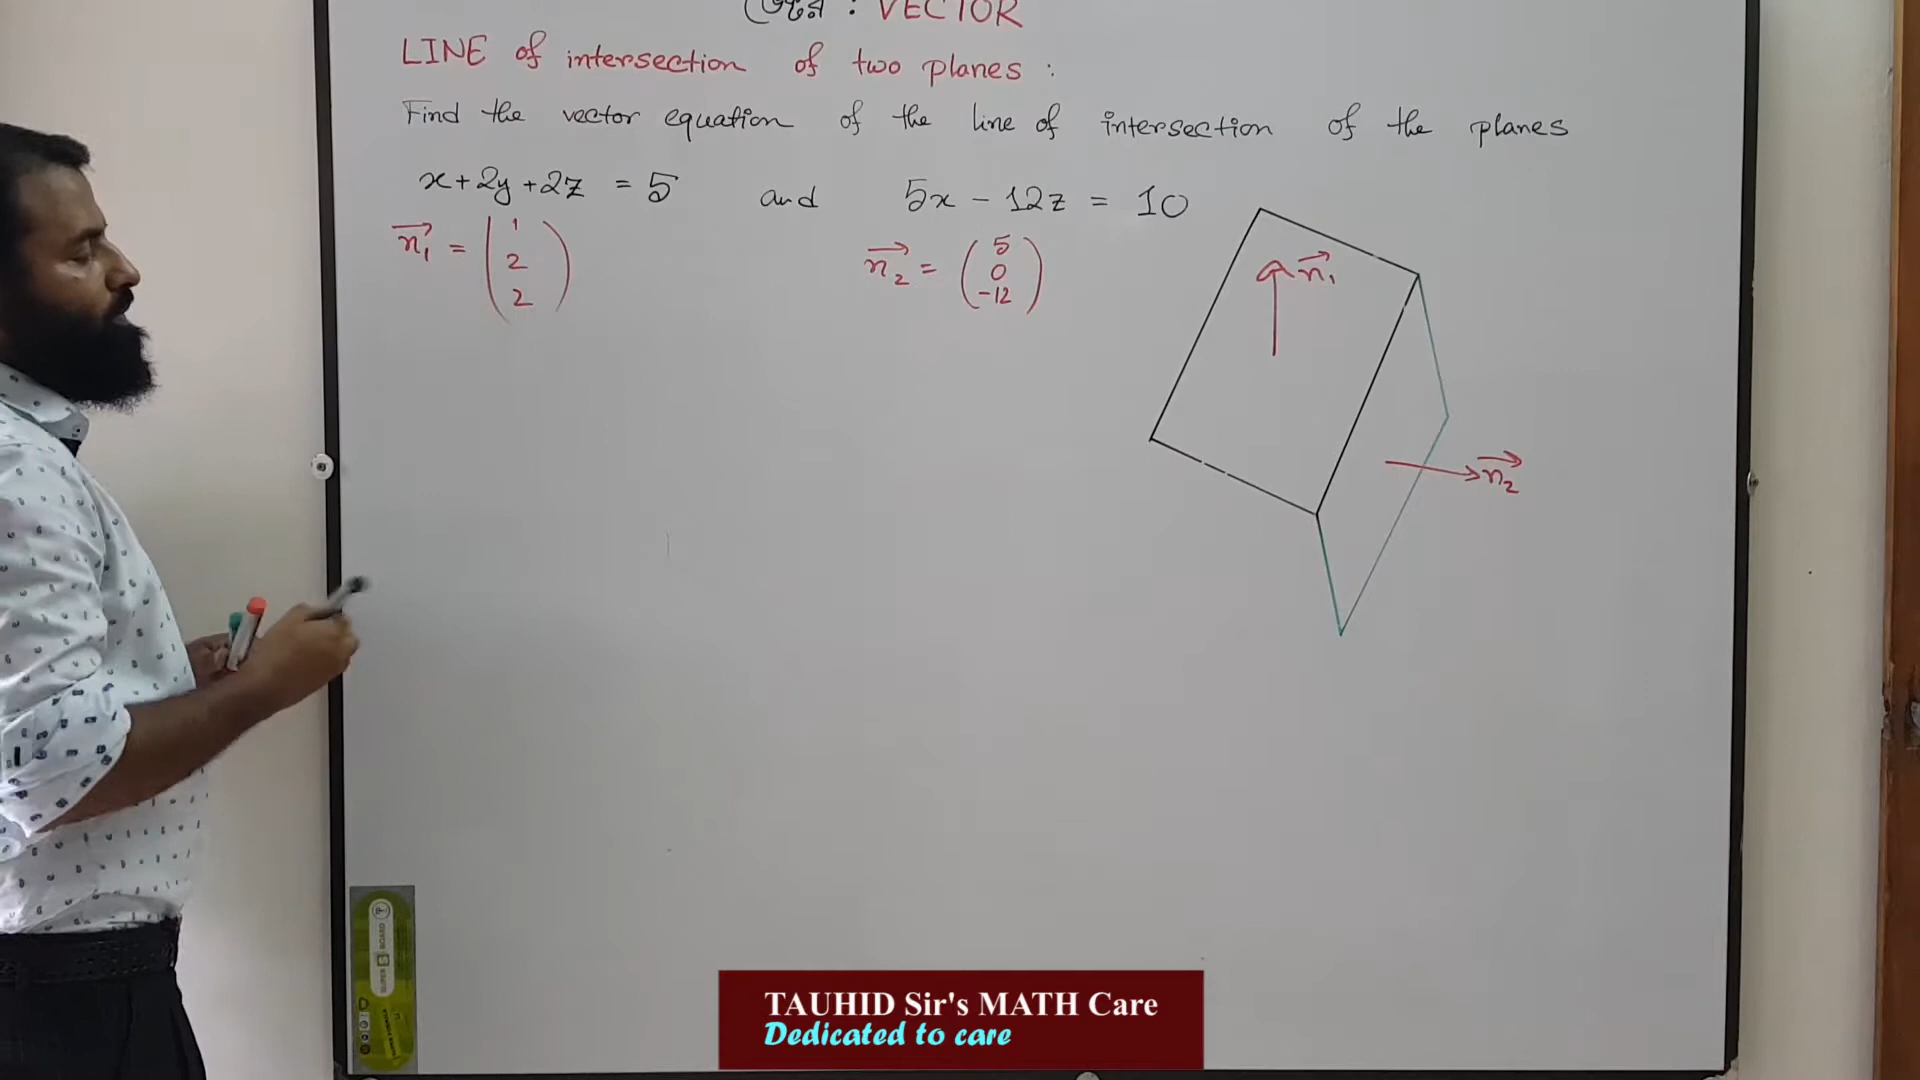 : VECTOR
LINE of intersection of two planes :
Find the vector equation of the line of intersection of the planes
x+2y+2z = 5 and 5x - 12z = 10
n₁ = (1 2 2) n₂ = (5 0 -12)
n₁
n₂
SUPER BOARD
TAUHID Sir's MATH Care
Dedicated to care